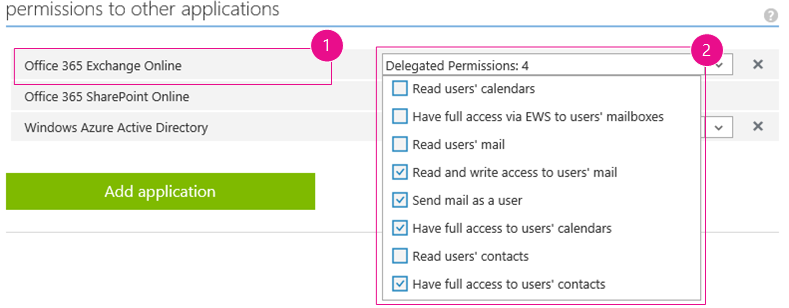 permissions to other applications
?
1
2
Office 365 Exchange Online
Delegated Permissions: 4
Office 365 SharePoint Online
Windows Azure Active Directory
Read users' calendars
Have full access via EWS to users' mailboxes
Read users' mail
Read and write access to users' mail
Send mail as a user
Have full access to users' calendars
Read users' contacts
Have full access to users' contacts
Add application